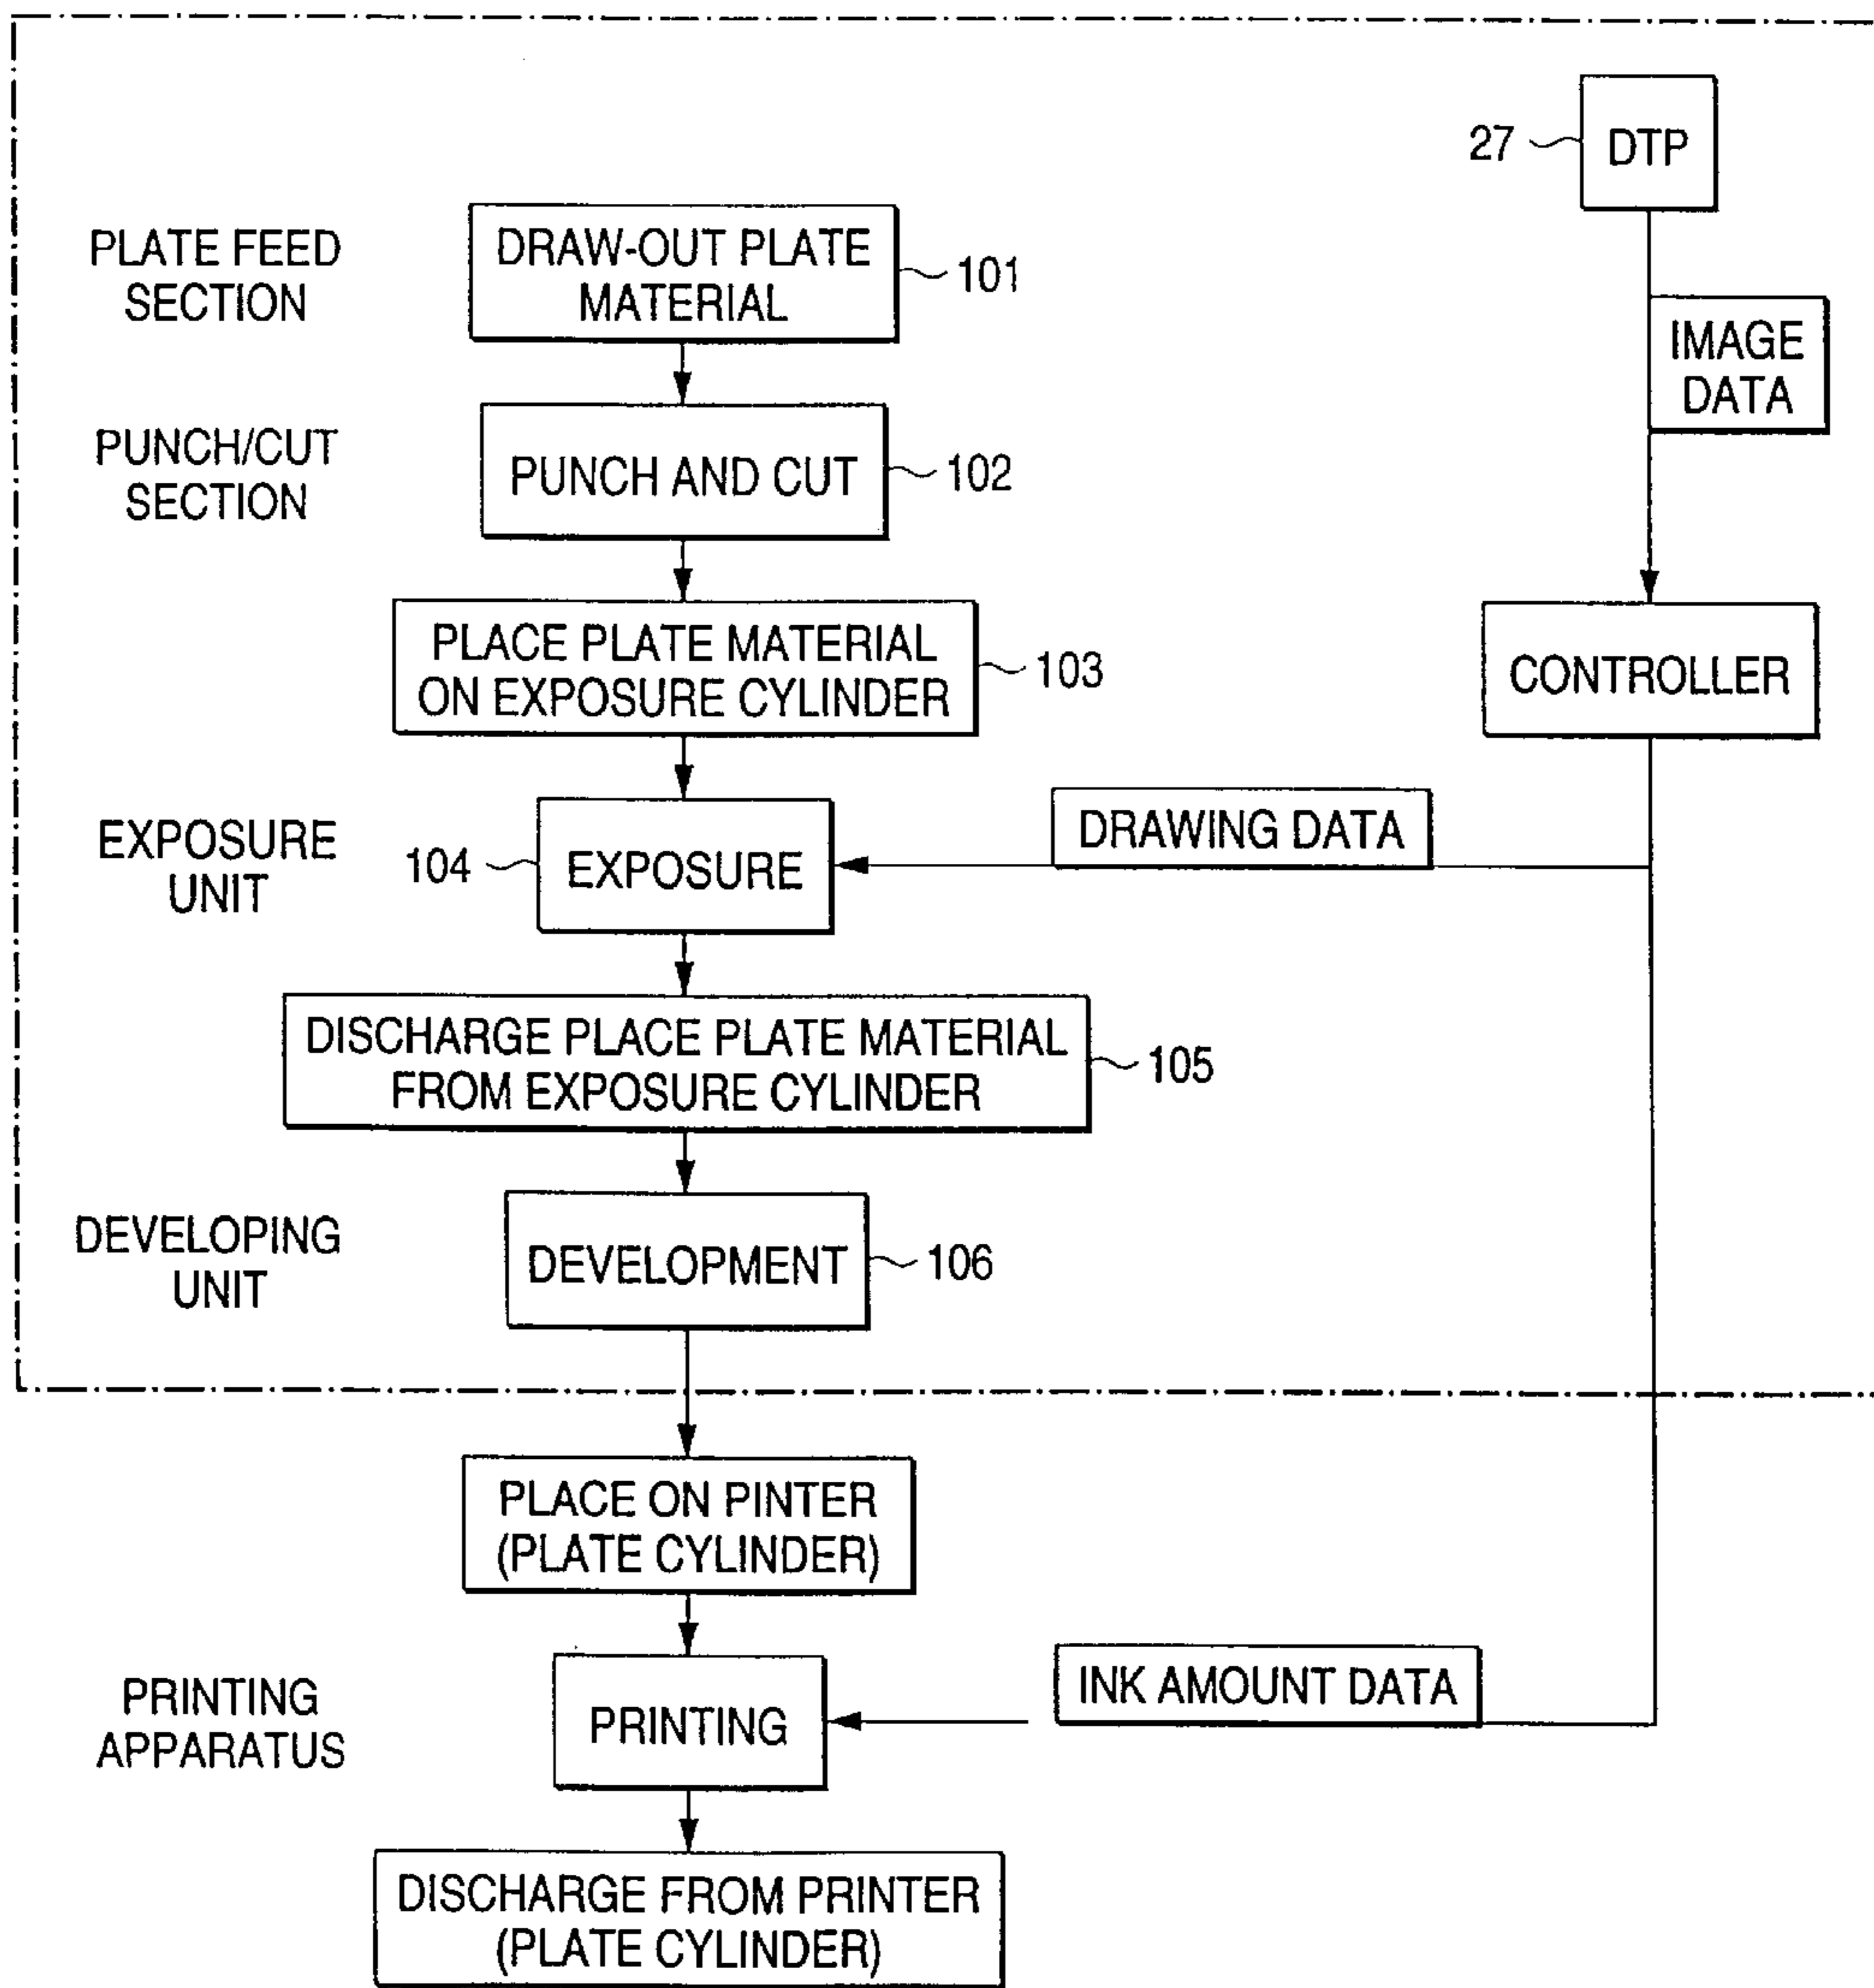 27
DTP
PLATE FEED
SECTION
DRAW-OUT PLATE
MATERIAL
101
IMAGE
DATA
PUNCH/CUT
SECTION
PUNCH AND CUT
102
PLACE PLATE MATERIAL
ON EXPOSURE CYLINDER
103
CONTROLLER
EXPOSURE
UNIT
104
EXPOSURE
DRAWING DATA
DISCHARGE PLACE PLATE MATERIAL
FROM EXPOSURE CYLINDER
105
DEVELOPING
UNIT
DEVELOPMENT
106
PLACE ON PINTER
(PLATE CYLINDER)
PRINTING
APPARATUS
PRINTING
INK AMOUNT DATA
DISCHARGE FROM PRINTER
(PLATE CYLINDER)